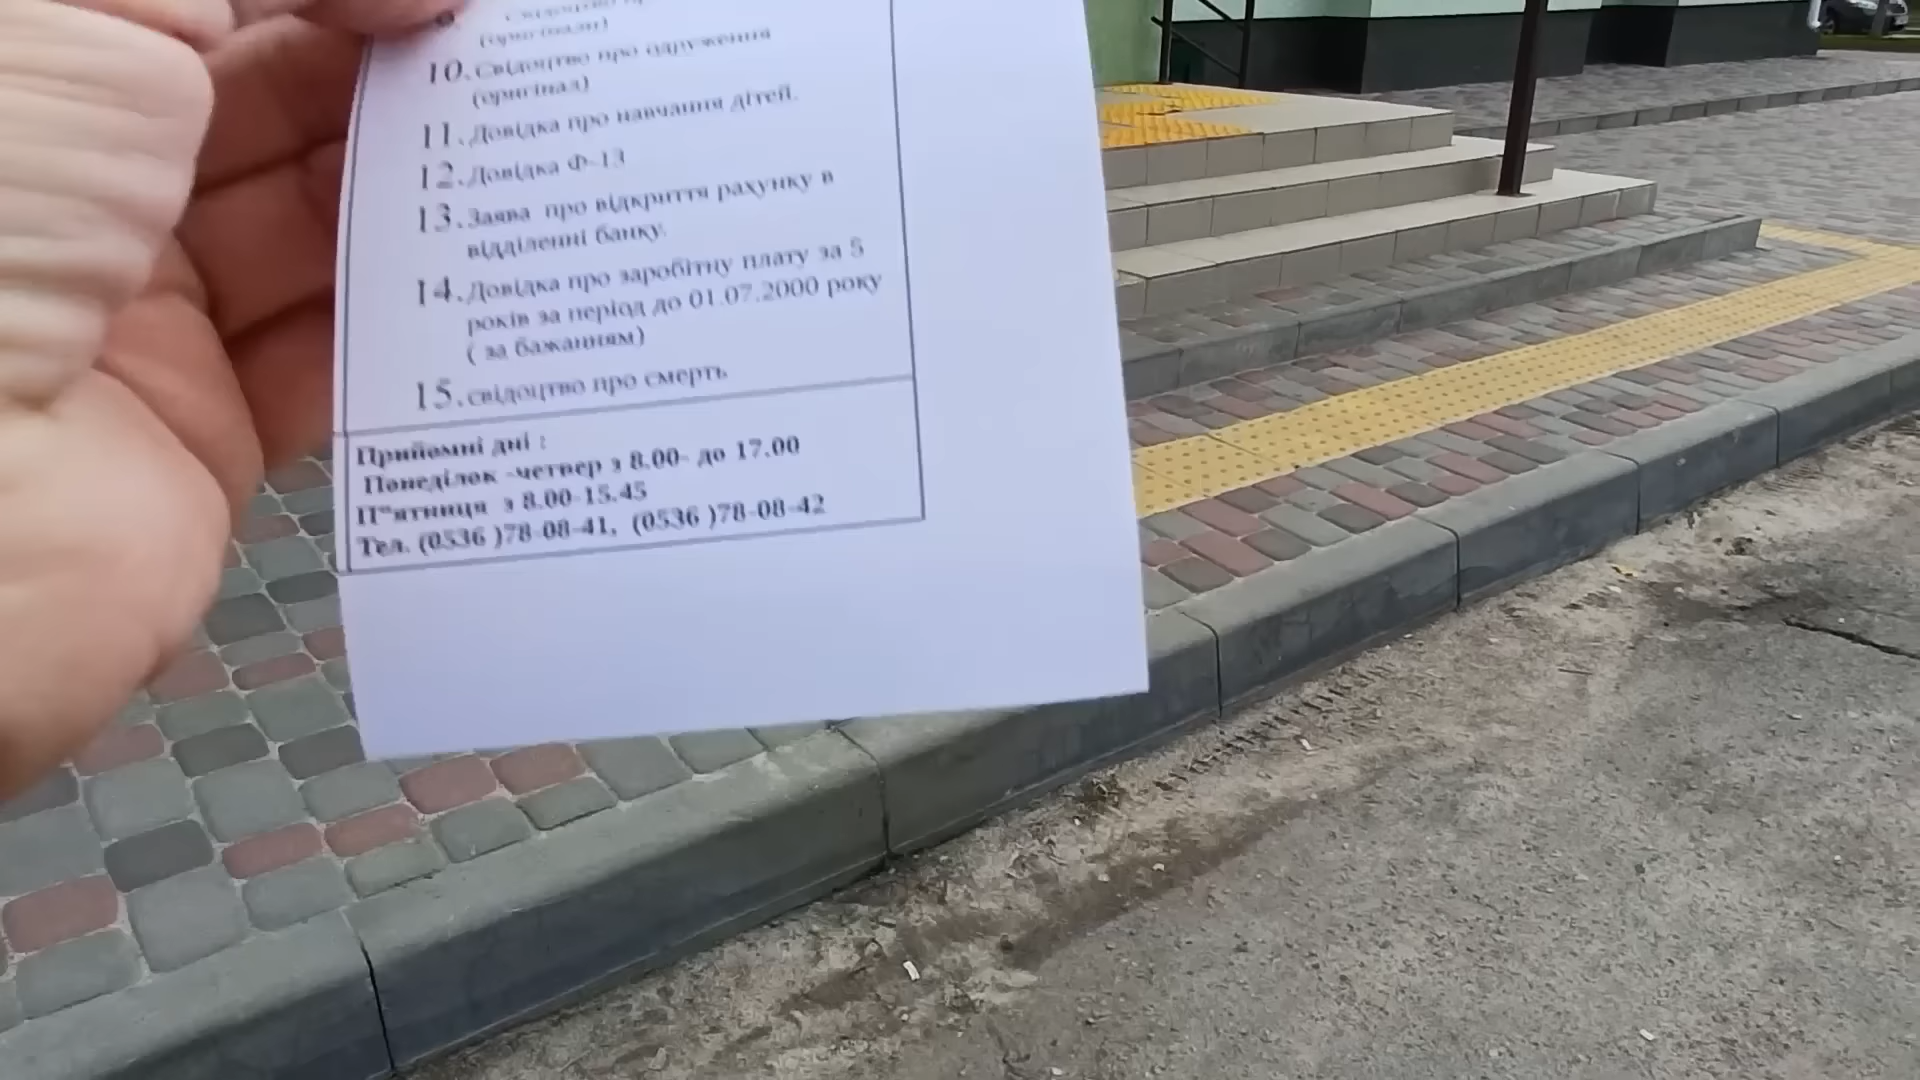 (оригінали)
10. Свідоцтво про одруження
(оригінал)
11. Довідка про навчання дітей.
12. Довідка Ф-13
13. Заява про відкриття рахунку в
відділенні банку.
14. Довідка про заробітну плату за 5
років за період до 01.07.2000 року
( за бажанням)
15. свідоцтво про смерть
Прийомні дні :
Понеділок -четвер з 8.00- до 17.00
П"ятниця з 8.00-15.45
Тел. (0536 )78-08-41, (0536 )78-08-42